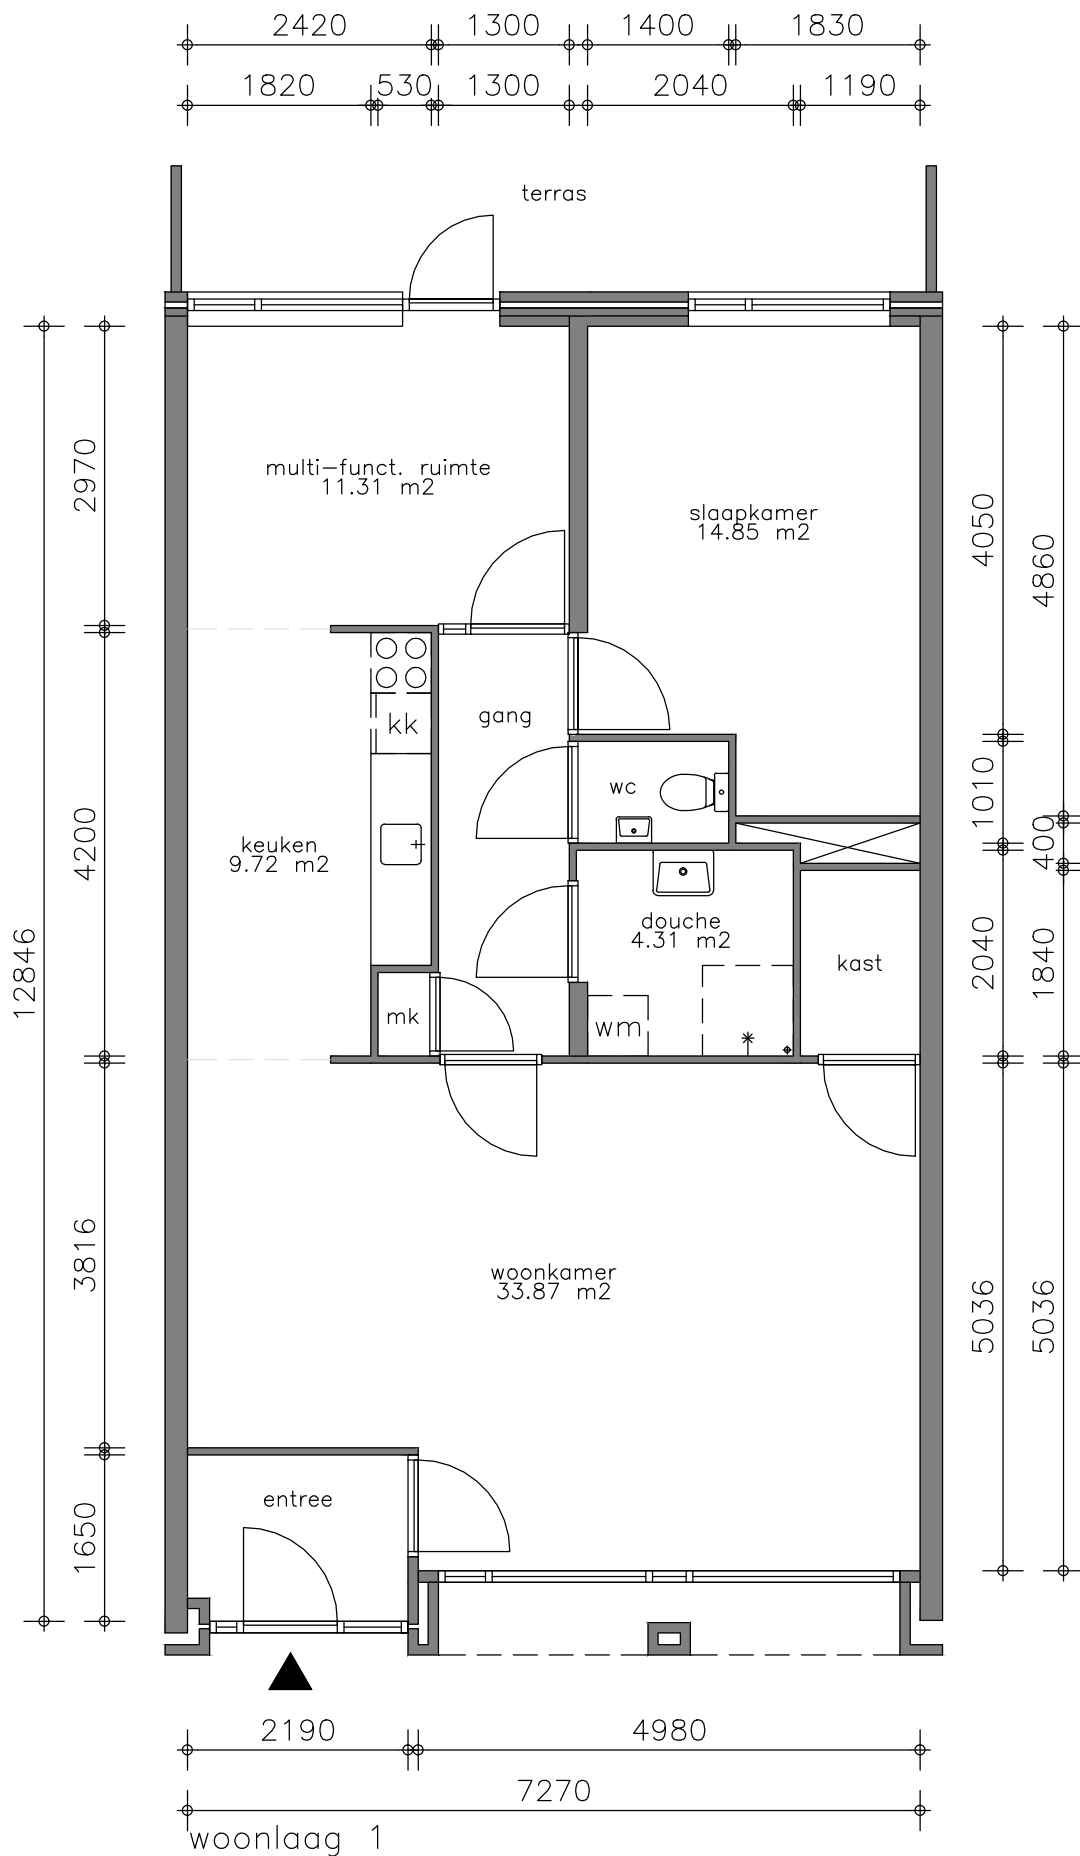 2420 1300 1400 1830
1820 530 1300 2040 1190
terras
multi-funct. ruimte
11.31 m2
slaapkamer
14.85 m2
2970
4050
4860
gang
kk
wc
1010
400
keuken
9.72 m2
4200
douche
4.31 m2
kast
2040
1840
12846
mk
wm
woonkamer
33.87 m2
3816
5036
5036
entree
1650
2190 4980
7270
woonlaag 1